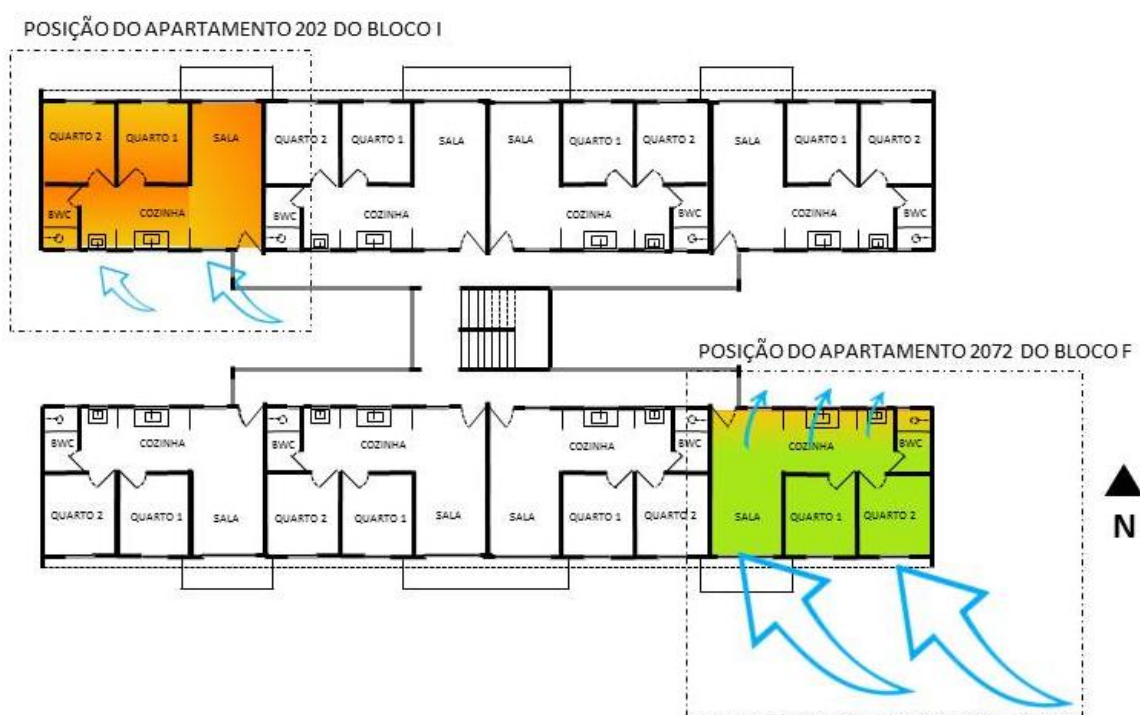 POSIÇÃO DO APARTAMENTO 202 DO BLOCO I
QUARTO 2
QUARTO 1
SALA
QUARTO 2
QUARTO 1
SALA
SALA
QUARTO 1
QUARTO 2
SALA
QUARTO 1
QUARTO 2
BWC
COZINHA
BWC
COZINHA
COZINHA
BWC
COZINHA
BWC
POSIÇÃO DO APARTAMENTO 2072 DO BLOCO F
BWC
COZINHA
BWC
COZINHA
COZINHA
BWC
COZINHA
BWC
QUARTO 2
QUARTO 1
SALA
QUARTO 2
QUARTO 1
SALA
SALA
QUARTO 1
QUARTO 2
SALA
QUARTO 1
QUARTO 2
N